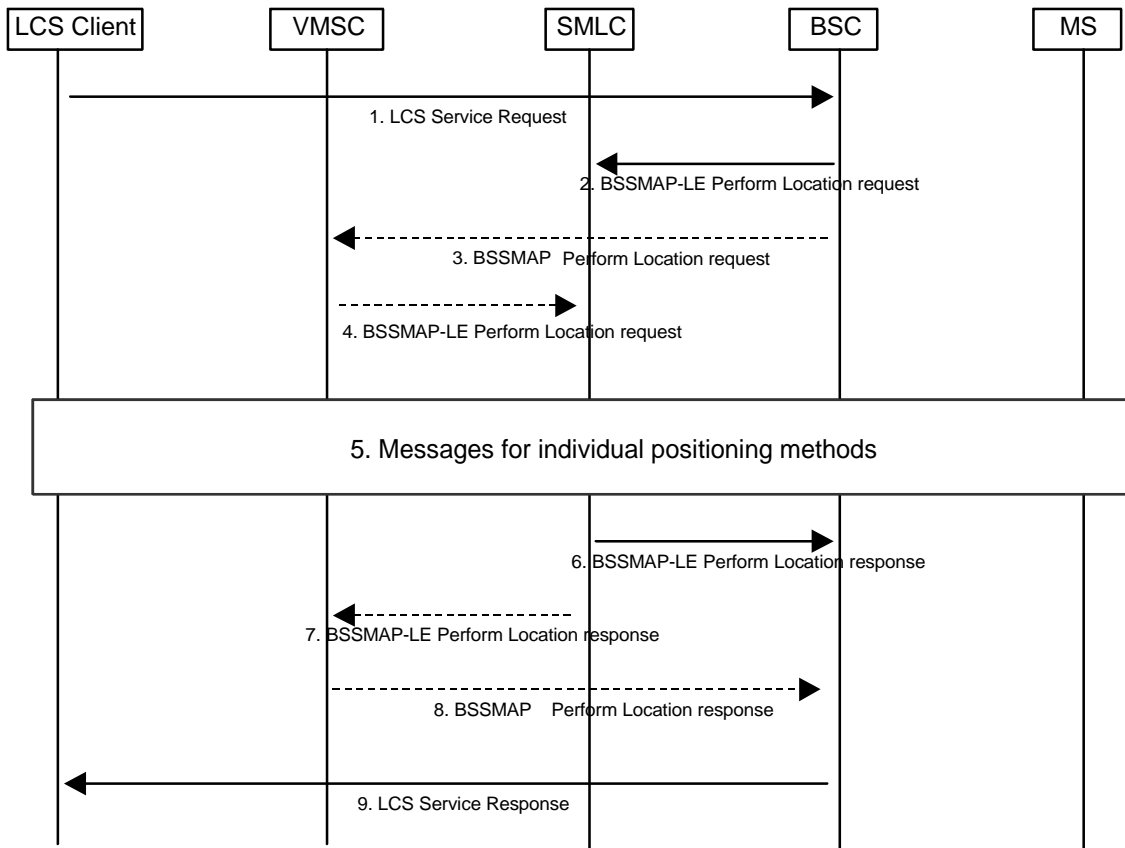 LCS Client VMSC SMLC BSC MS
1. LCS Service Request
2. BSSMAP-LE Perform Location request
3. BSSMAP Perform Location request
4. BSSMAP-LE Perform Location request
5. Messages for individual positioning methods
6. BSSMAP-LE Perform Location response
7. BSSMAP-LE Perform Location response
8. BSSMAP Perform Location response
9. LCS Service Response